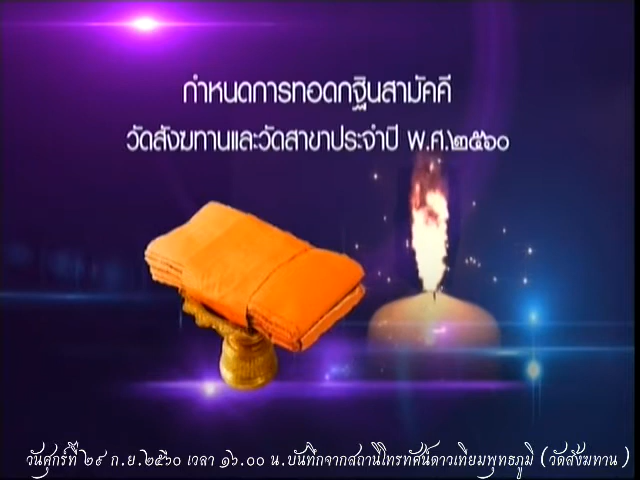 กำหนดการทอดกฐินสามัคคี
วัดสังฆทานและวัดสาขาประจำปี พ.ศ.๒๕๖๐
วันศุกร์ที่ ๒๙ ก.ย.๒๕๖๐ เวลา ๑๖.๐๐ น.บันทึกจากสถานีโทรทัศน์ดาวเทียมพุทธภูมิ (วัดสังฆทาน)